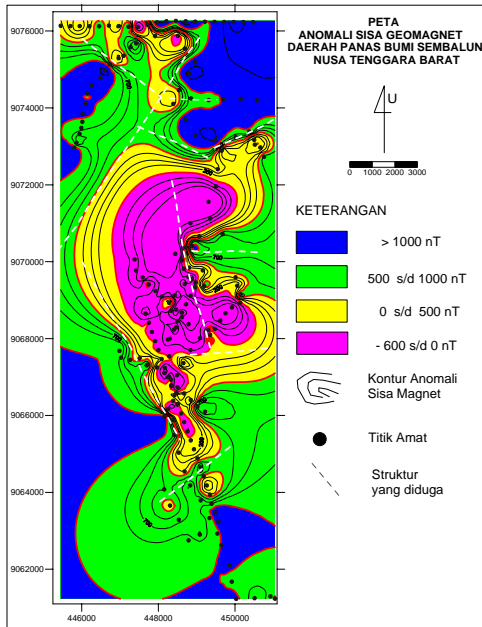 PETA
ANOMALI SISA GEOMAGNET
DAERAH PANAS BUMI SEMBALUN
NUSA TENGGARA BARAT
U
0 1000 2000 3000
KETERANGAN
> 1000 nT
500 s/d 1000 nT
0 s/d 500 nT
- 600 s/d 0 nT
Kontur Anomali
Sisa Magnet
Titik Amat
Struktur
yang diduga
9076000
9074000
9072000
9070000
9068000
9066000
9064000
9062000
446000 448000 450000